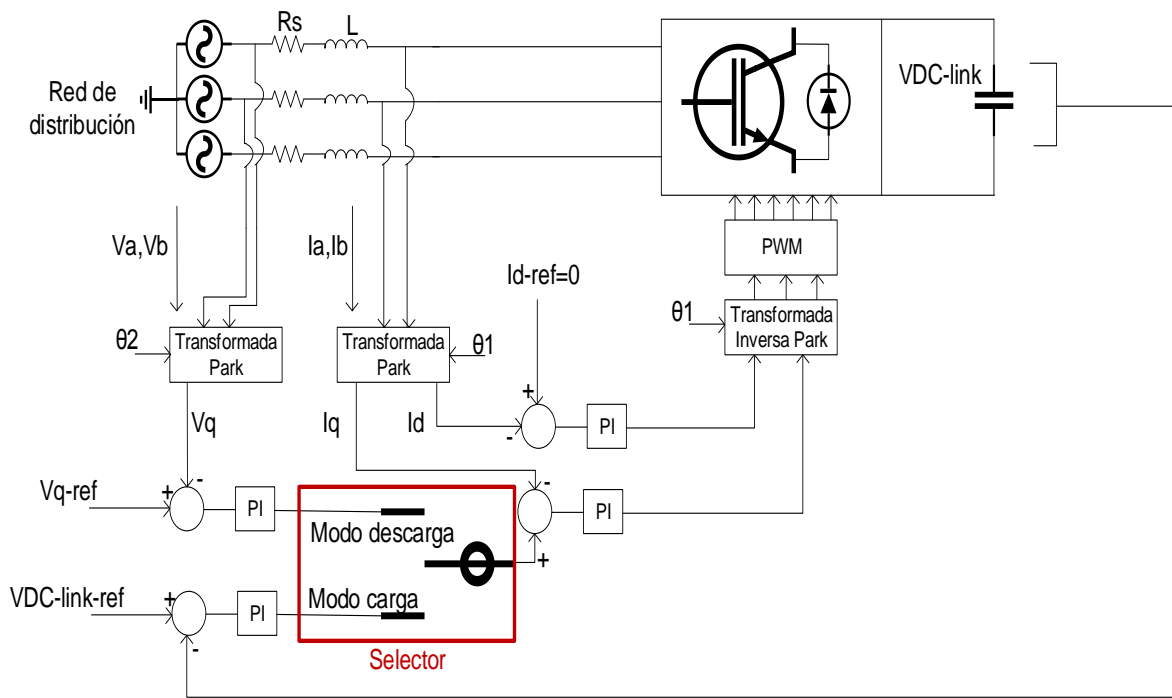 Rs
L
Red de
distribución
VDC-link
Va,Vb
Ia,Ib
PWM
Id-ref=0
θ2
Transformada
Park
Transformada
Park
θ1
θ1
Transformada
Inversa Park
Vq
Iq
Id
+
-
PI
Vq-ref
+
-
PI
Modo descarga
-
+
PI
VDC-link-ref
+
-
PI
Modo carga
Selector